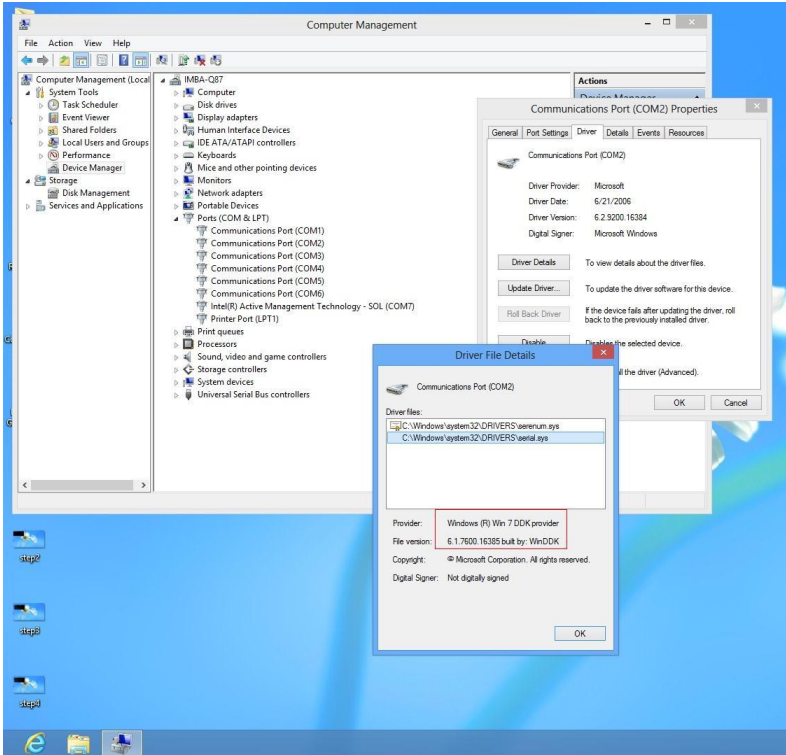 Computer Management
File Action View Help
Computer Management (Local
System Tools
Task Scheduler
Event Viewer
Shared Folders
Local Users and Groups
Performance
Device Manager
Storage
Disk Management
Services and Applications
IMBA-Q87
Computer
Disk drives
Display adapters
Human Interface Devices
IDE ATA/ATAPI controllers
Keyboards
Mice and other pointing devices
Monitors
Network adapters
Portable Devices
Ports (COM & LPT)
Communications Port (COM1)
Communications Port (COM2)
Communications Port (COM3)
Communications Port (COM4)
Communications Port (COM5)
Communications Port (COM6)
Intel(R) Active Management Technology - SOL (COM7)
Printer Port (LPT1)
Print queues
Processors
Sound, video and game controllers
Storage controllers
System devices
Universal Serial Bus controllers
Actions
Device Manager
Communications Port (COM2) Properties
General Port Settings Driver Details Events Resources
Communications Port (COM2)
Driver Provider: Microsoft
Driver Date: 6/21/2006
Driver Version: 6.2.9200.16384
Digital Signer: Microsoft Windows
Driver Details To view details about the driver files.
Update Driver... To update the driver software for this device.
Roll Back Driver If the device fails after updating the driver, roll
back to the previously installed driver.
Disable Disables the selected device.
the driver (Advanced).
OK Cancel
Driver File Details
Communications Port (COM2)
Driver files:
C:\Windows\system32\DRIVERS\serenum.sys
C:\Windows\system32\DRIVERS\serial.sys
Provider: Windows (R) Win 7 DDK provider
File version: 6.1.7600.16385 built by: WinDDK
Copyright: © Microsoft Corporation. All rights reserved.
Digital Signer: Not digitally signed
OK
step2
step3
step4